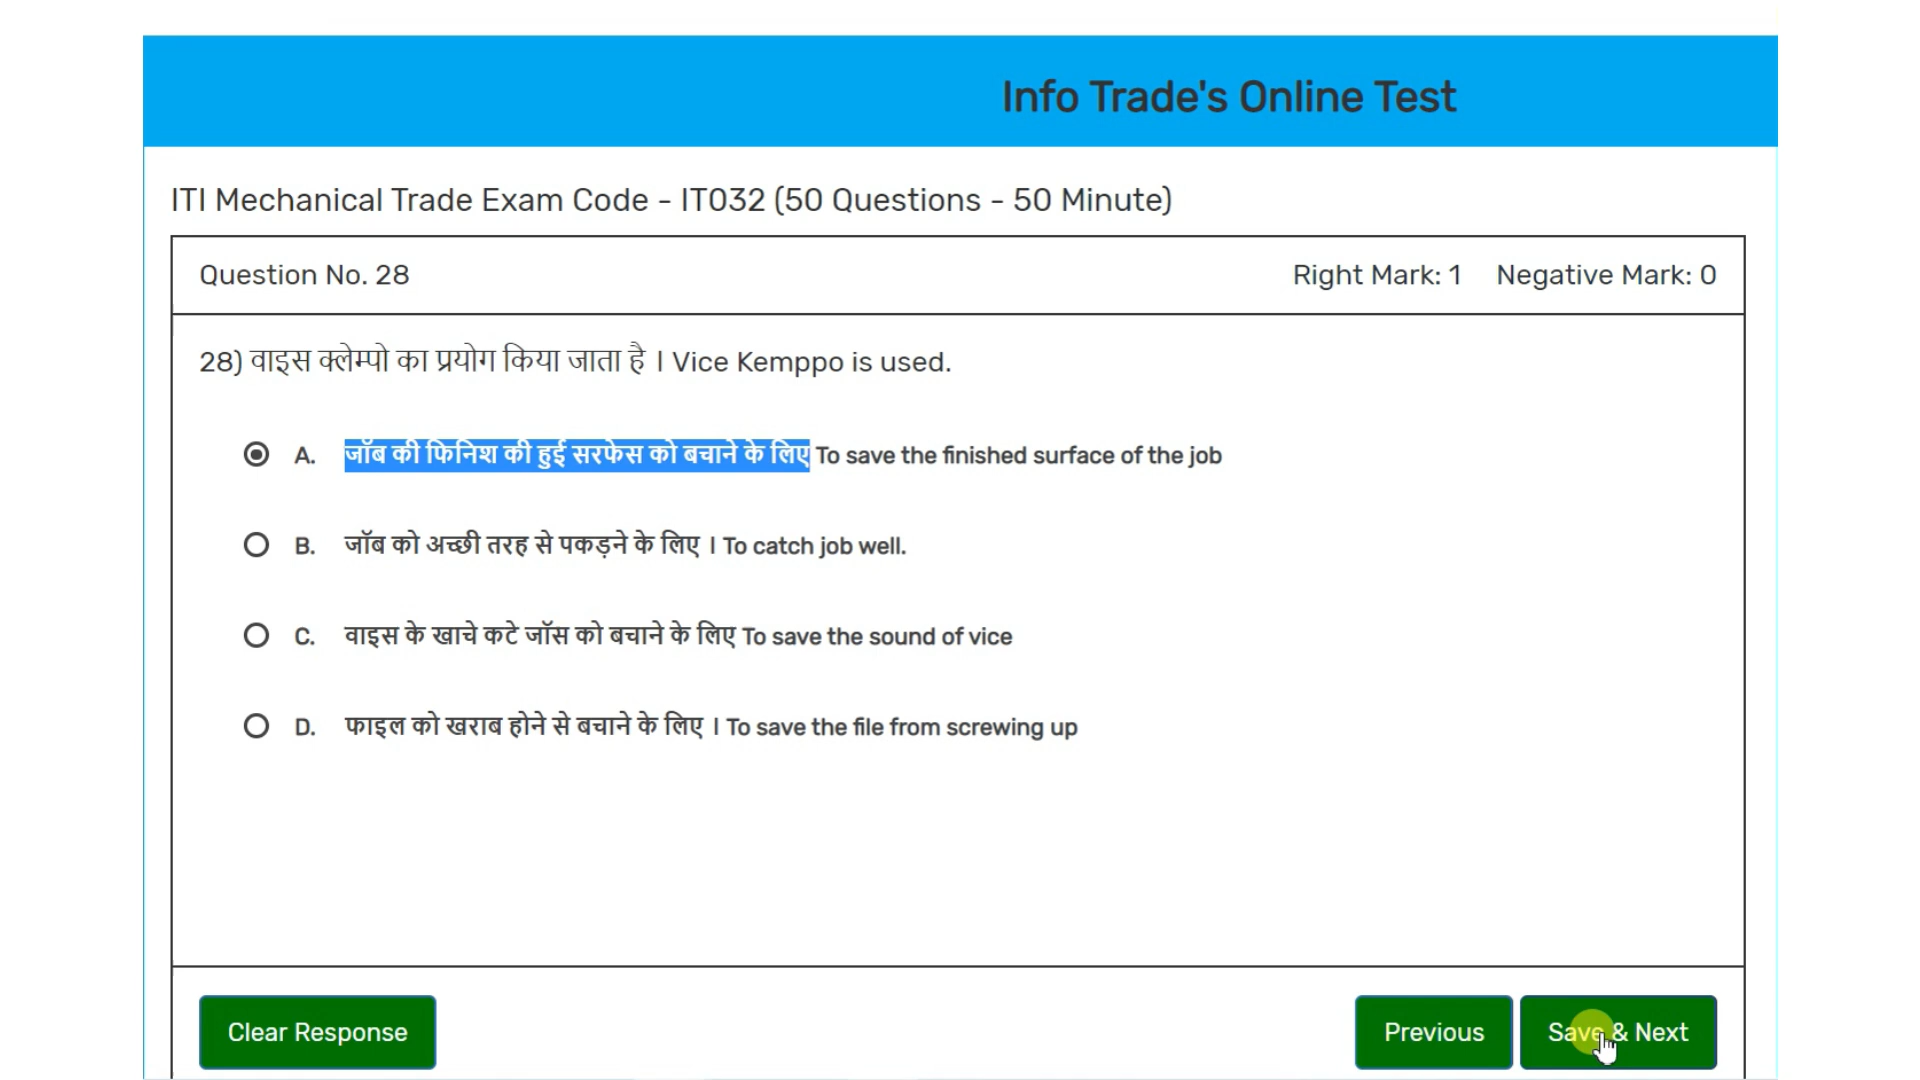 Info Trade's Online Test
ITI Mechanical Trade Exam Code - IT032 (50 Questions - 50 Minute)
Question No. 28 Right Mark: 1 Negative Mark: 0
28) वाइस क्लेम्पो का प्रयोग किया जाता है । Vice Kemppo is used.
A. जॉब की फिनिश की हुई सरफेस को बचाने के लिए To save the finished surface of the job
B. जॉब को अच्छी तरह से पकड़ने के लिए । To catch job well.
C. वाइस के खाचे कटे जॉस को बचाने के लिए To save the sound of vice
D. फाइल को खराब होने से बचाने के लिए । To save the file from screwing up
Clear Response Previous Save & Next